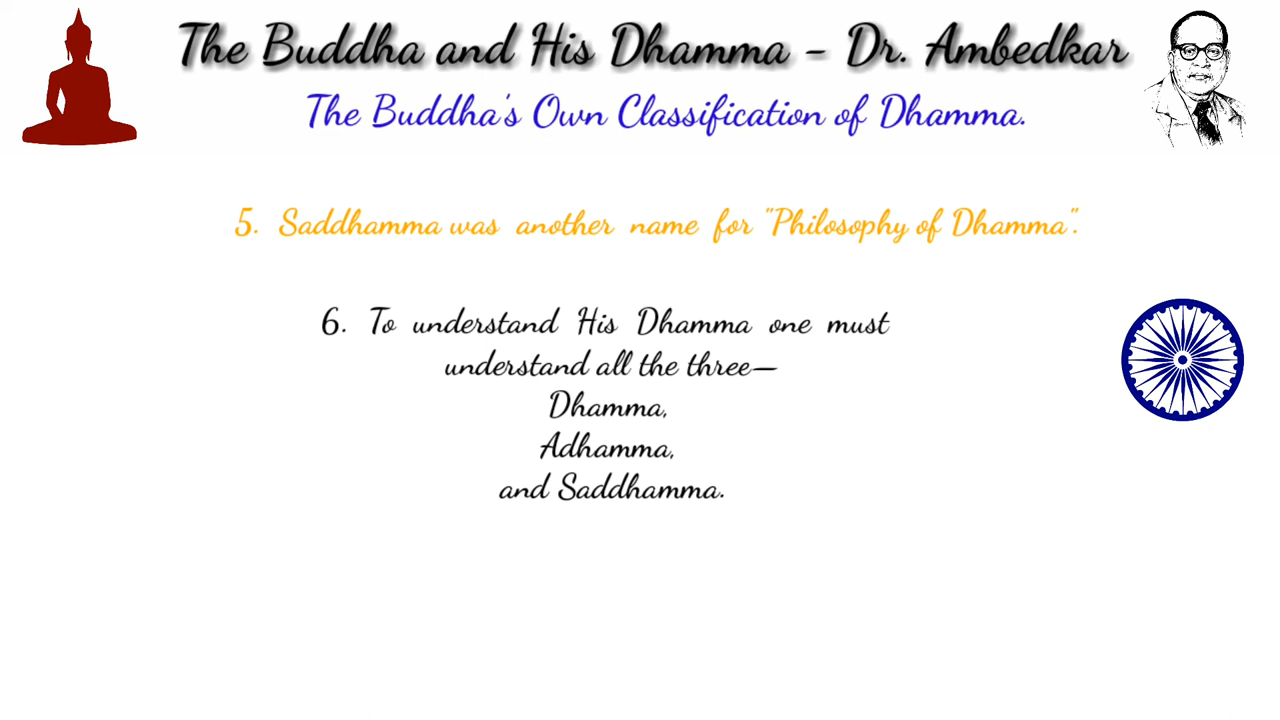 The Buddha and His Dhamma - Dr. Ambedkar
The Buddha's Own Classification of Dhamma.
5. Saddhamma was another name for "Philosophy of Dhamma".
6. To understand His Dhamma one must
understand all the three—
Dhamma,
Adhamma,
and Saddhamma.